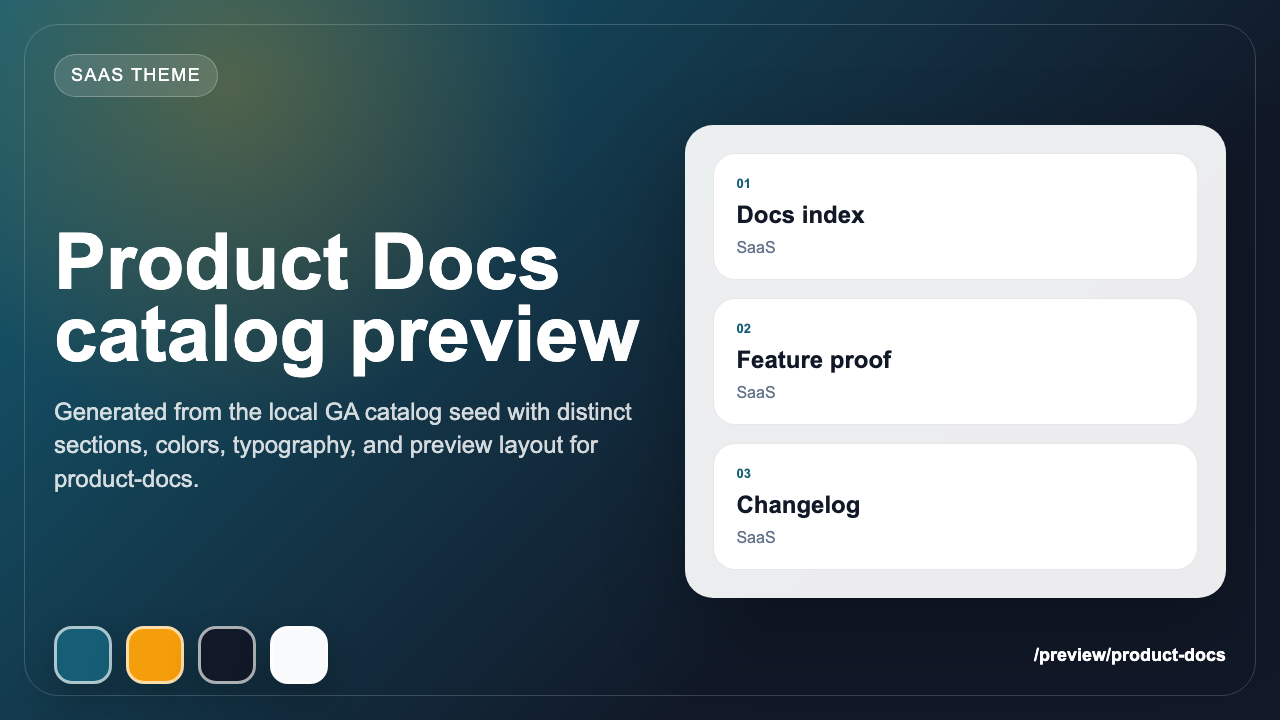 SAAS THEME
Product Docs
catalog preview
Generated from the local GA catalog seed with distinct
sections, colors, typography, and preview layout for
product-docs.
01
Docs index
SaaS
02
Feature proof
SaaS
03
Changelog
SaaS
/preview/product-docs